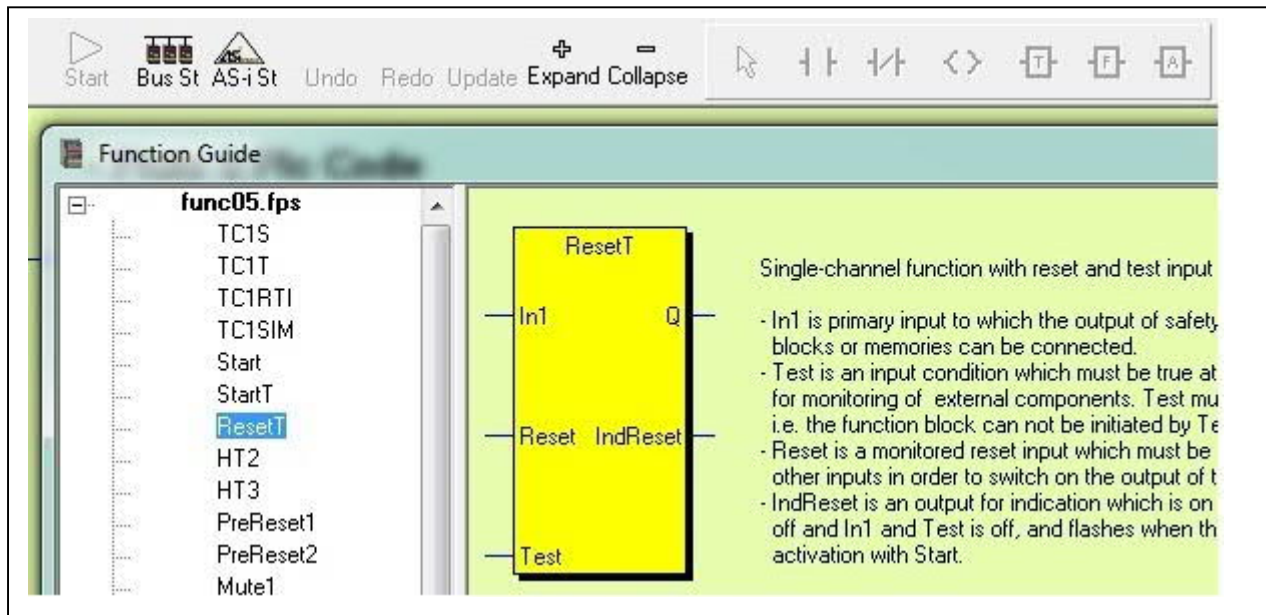 Start Bus St AS-i St Undo Redo Update Expand Collapse
T F A
Function Guide
func05.fps
TC1S
TC1T
TC1RTI
TC1SIM
Start
StartT
ResetT
HT2
HT3
PreReset1
PreReset2
Mute1
ResetT
In1 Q
Reset IndReset
Test
Single-channel function with reset and test input
- In1 is primary input to which the output of safety
blocks or memories can be connected.
- Test is an input condition which must be true at
for monitoring of external components. Test mu
i.e. the function block can not be initiated by Te
- Reset is a monitored reset input which must be
other inputs in order to switch on the output of t
- IndReset is an output for indication which is on
off and In1 and Test is off, and flashes when th
activation with Start.